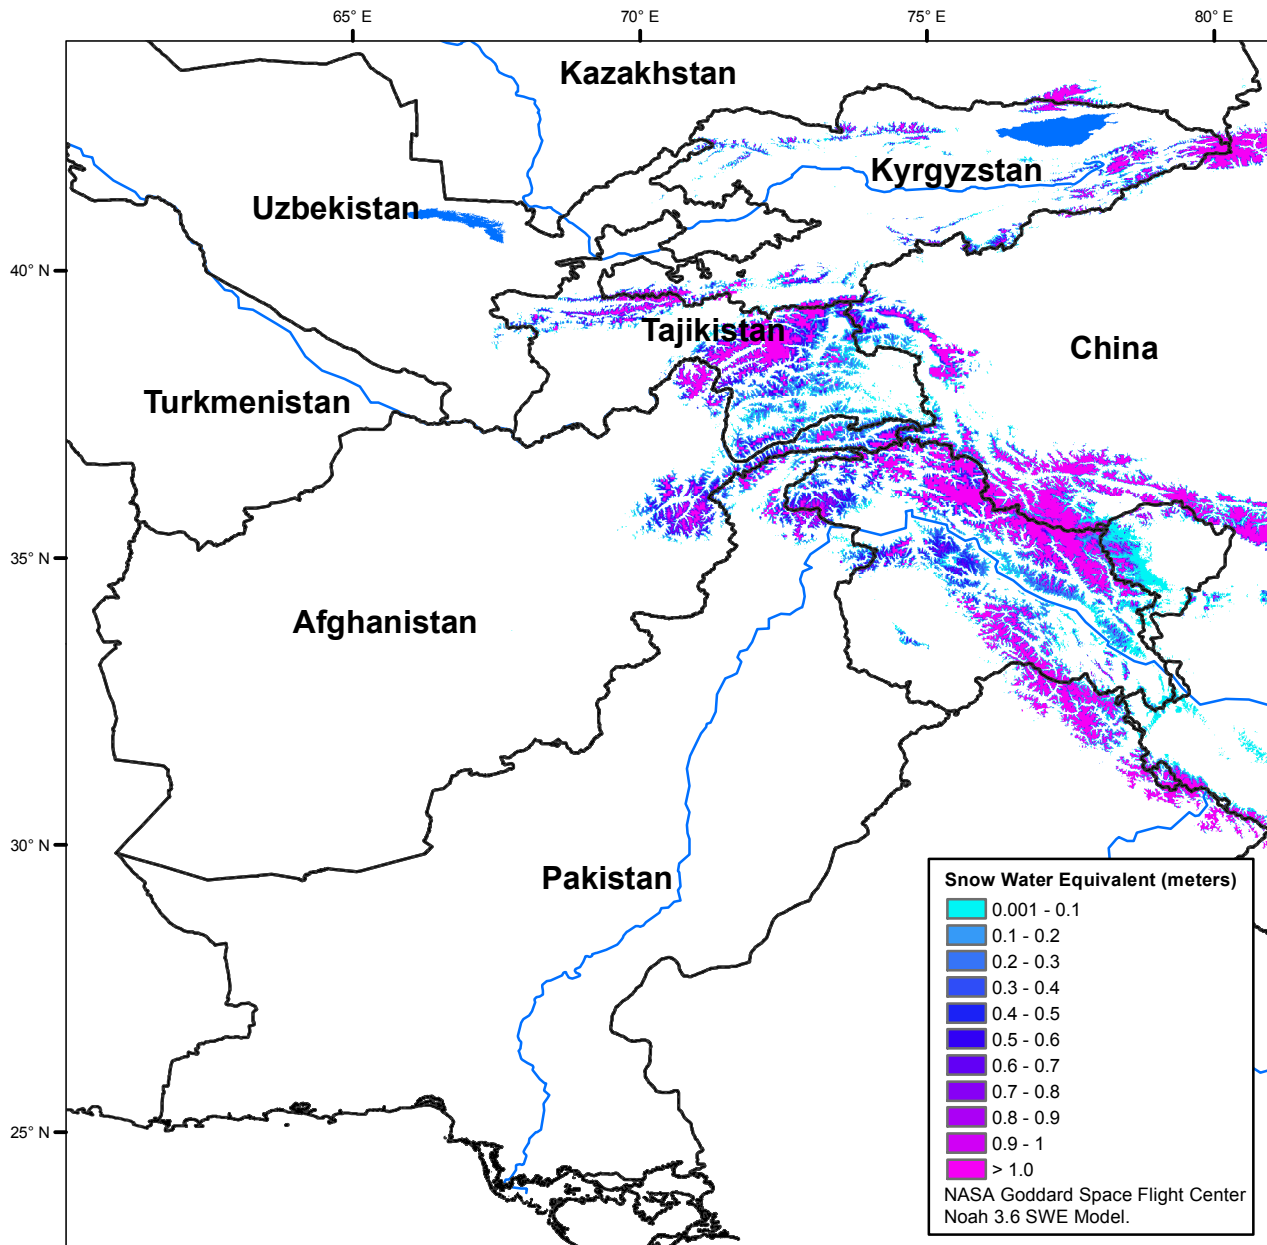 65° E
70° E
75° E
80° E
Kazakhstan
Kyrgyzstan
Uzbekistan
40° N
Tajikistan
China
Turkmenistan
35° N
Afghanistan
30° N
Pakistan
25° N
Snow Water Equivalent (meters)
0.001 - 0.1
0.1 - 0.2
0.2 - 0.3
0.3 - 0.4
0.4 - 0.5
0.5 - 0.6
0.6 - 0.7
0.7 - 0.8
0.8 - 0.9
0.9 - 1
> 1.0
NASA Goddard Space Flight Center
Noah 3.6 SWE Model.